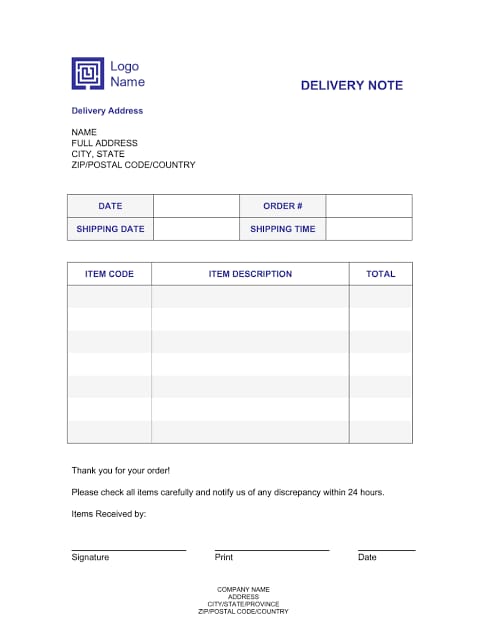 Logo
Name
DELIVERY NOTE
Delivery Address
NAME
FULL ADDRESS
CITY, STATE
ZIP/POSTAL CODE/COUNTRY
DATE ORDER #
SHIPPING DATE SHIPPING TIME
ITEM CODE ITEM DESCRIPTION TOTAL
Thank you for your order!
Please check all items carefully and notify us of any discrepancy within 24 hours.
Items Received by:
Signature Print Date
COMPANY NAME
ADDRESS
CITY/STATE/PROVINCE
ZIP/POSTAL CODE/COUNTRY